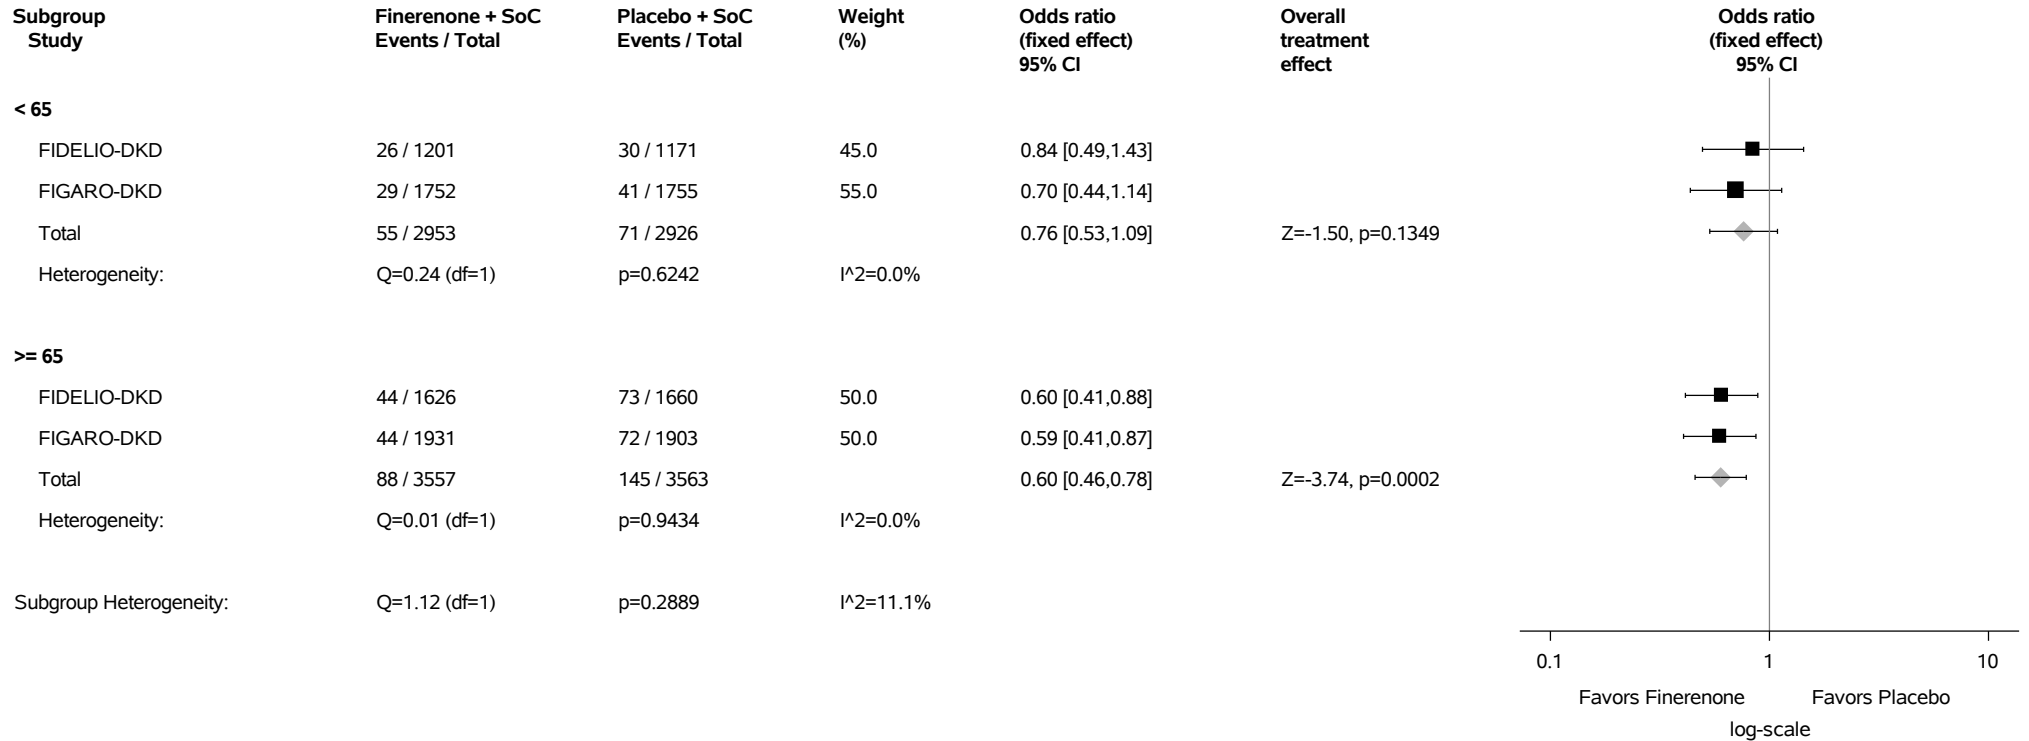 Subgroup Finerenone + SoC Placebo + SoC Weight Odds ratio Overall Odds ratio
Study Events / Total Events / Total (%) (fixed effect) treatment (fixed effect)
95% CI effect 95% CI
< 65
FIDELIO-DKD 26 / 1201 30 / 1171 45.0 0.84 [0.49,1.43]
FIGARO-DKD 29 / 1752 41 / 1755 55.0 0.70 [0.44,1.14]
Total 55 / 2953 71 / 2926 0.76 [0.53,1.09] Z=-1.50, p=0.1349
Heterogeneity: Q=0.24 (df=1) p=0.6242 I^2=0.0%
>= 65
FIDELIO-DKD 44 / 1626 73 / 1660 50.0 0.60 [0.41,0.88]
FIGARO-DKD 44 / 1931 72 / 1903 50.0 0.59 [0.41,0.87]
Total 88 / 3557 145 / 3563 0.60 [0.46,0.78] Z=-3.74, p=0.0002
Heterogeneity: Q=0.01 (df=1) p=0.9434 I^2=0.0%
Subgroup Heterogeneity: Q=1.12 (df=1) p=0.2889 I^2=11.1%
0.1 1 10
Favors Finerenone Favors Placebo
log-scale